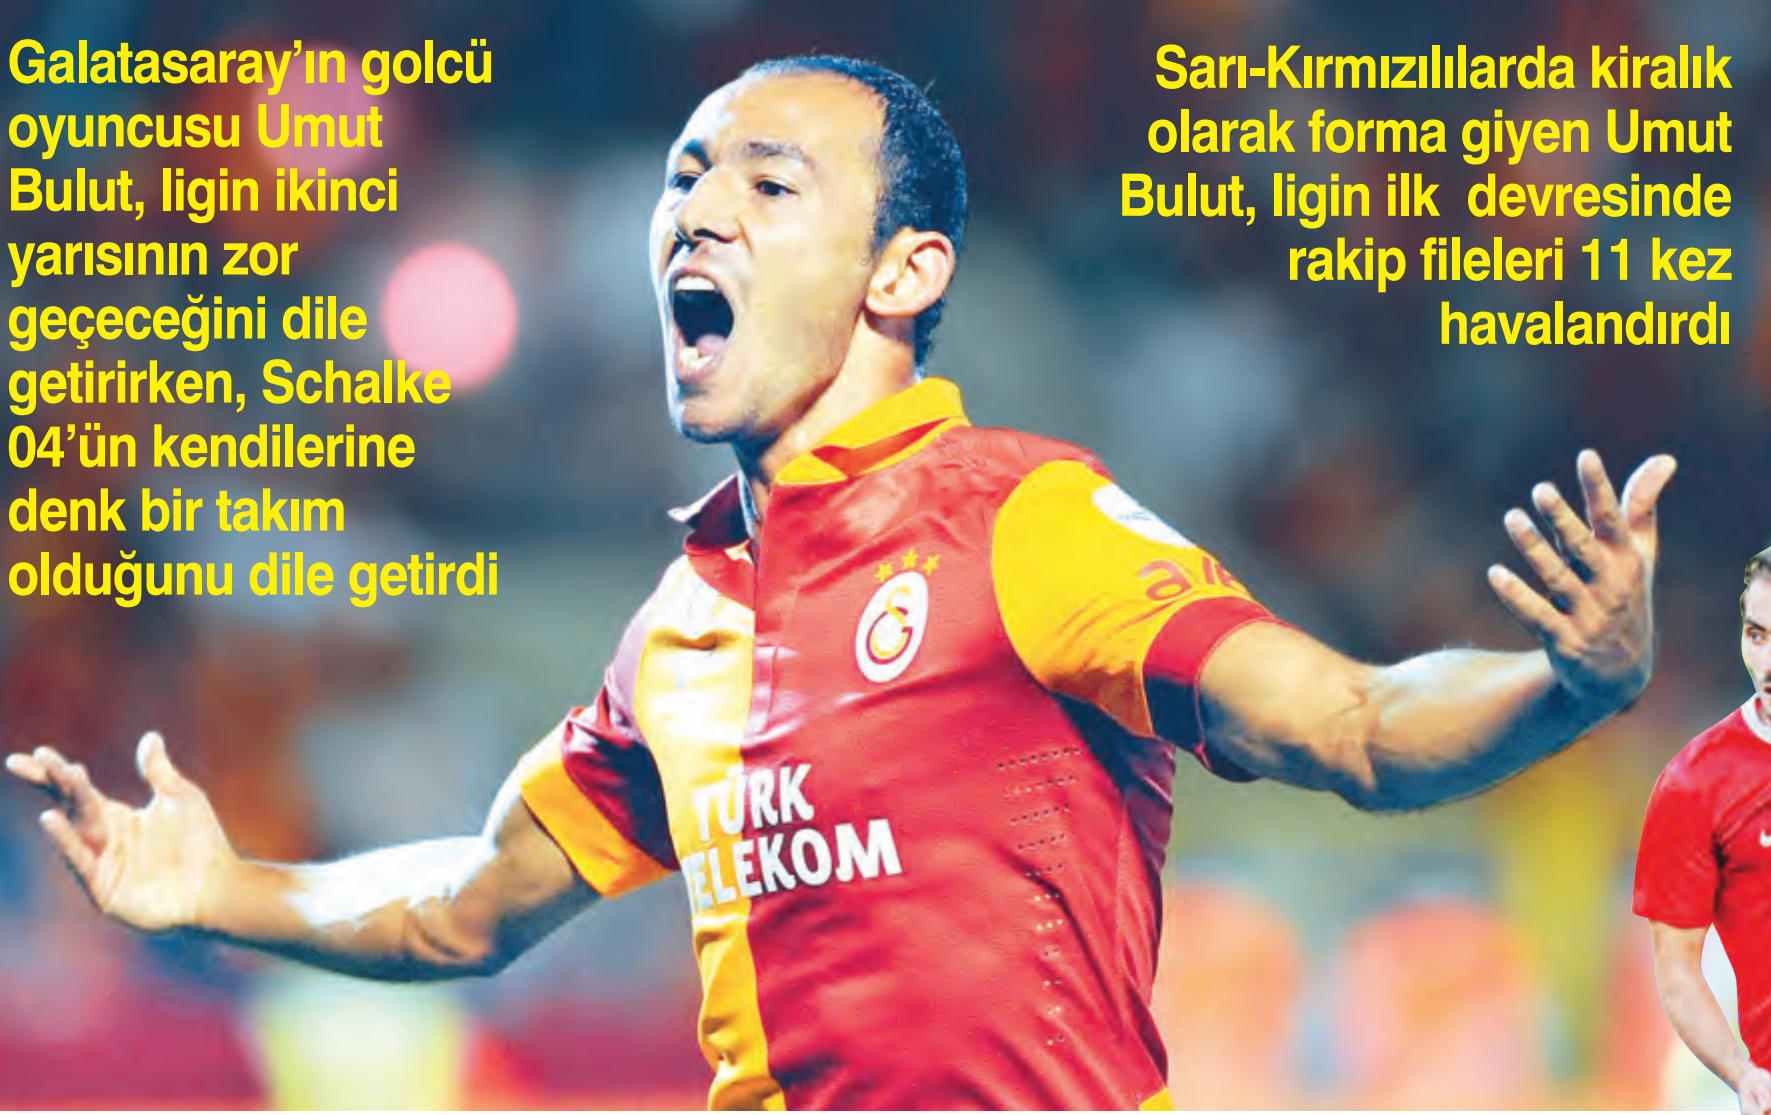 Galatasaray’ın golcü
oyuncusu Umut
Bulut, ligin ikinci
yarısının zor
geçeceğini dile
getirirken, Schalke
04’ün kendilerine
denk bir takım
olduğunu dile getirdi
Sarı-Kırmızılılarda kiralık
olarak forma giyen Umut
Bulut, ligin ilk devresinde
rakip fileleri 11 kez
havalandırdı
TÜRK
TELEKOM